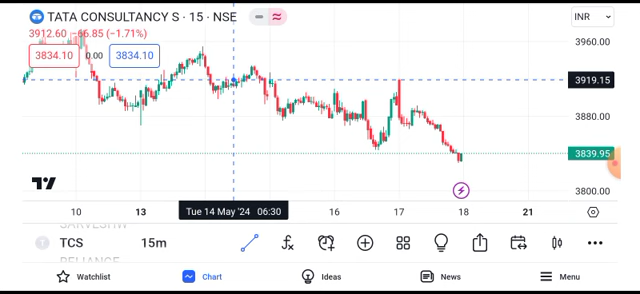 TATA CONSULTANCY S · 15 · NSE
INR
3912.60 −66.85 (−1.71%)
3834.10 0.00 3834.10
3960.00
3919.15
3880.00
3839.95
3800.00
10 13 Tue 14 May '24 06:30 16 17 18 21
SARVESHW
TCS 15m
RELIANCE
Watchlist Chart Ideas News Menu